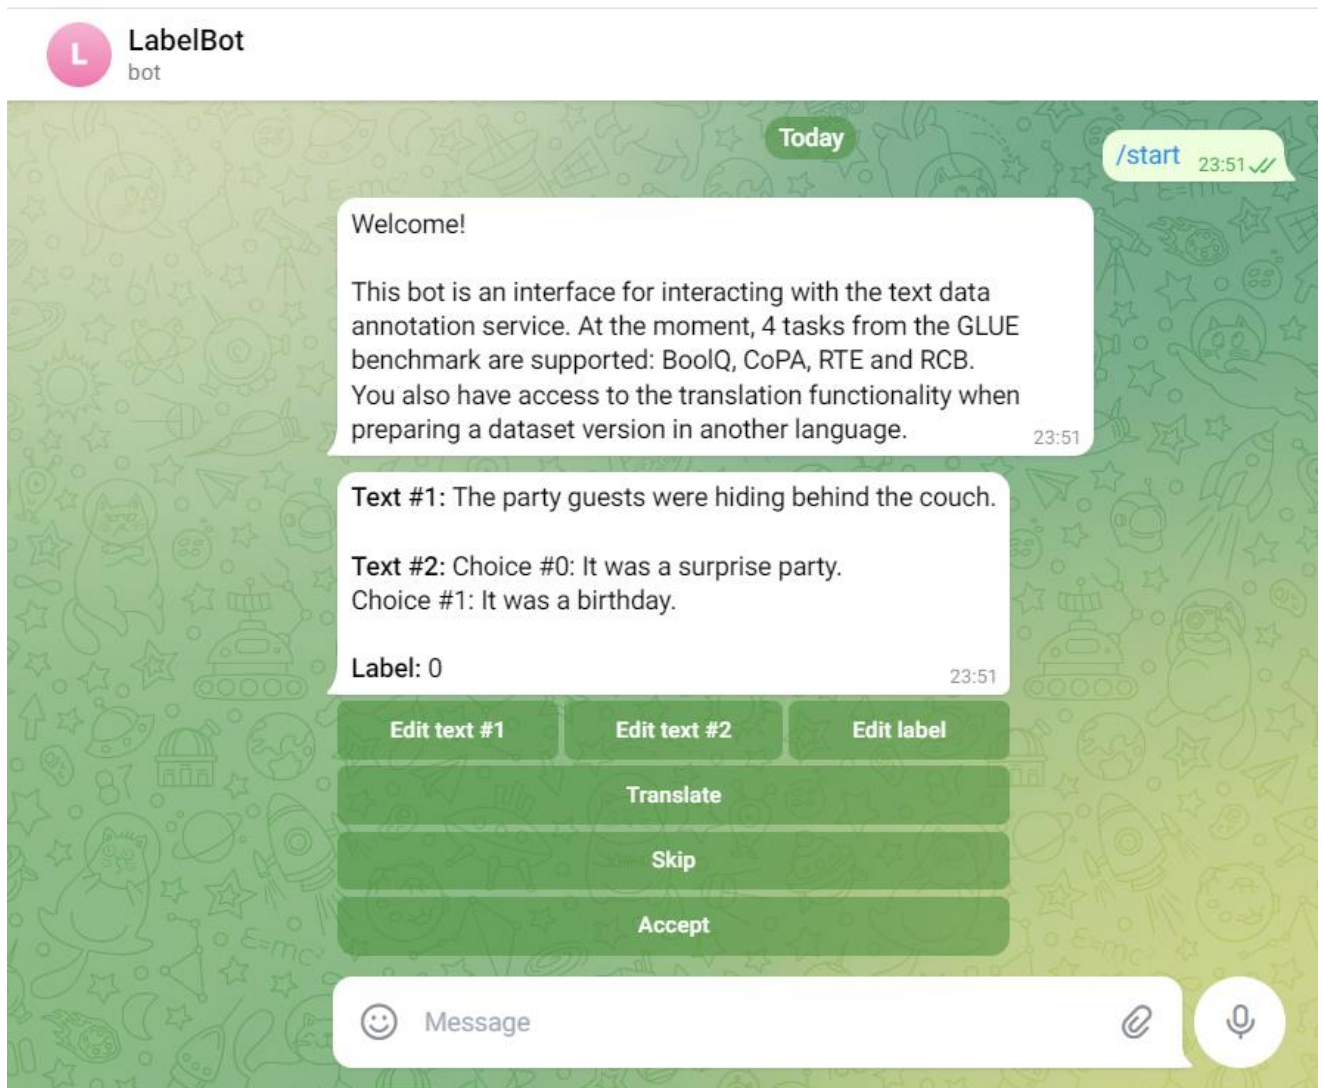 L
LabelBot
bot
Today
/start 23:51
Welcome!
This bot is an interface for interacting with the text data
annotation service. At the moment, 4 tasks from the GLUE
benchmark are supported: BoolQ, CoPA, RTE and RCB.
You also have access to the translation functionality when
preparing a dataset version in another language.
23:51
Text #1: The party guests were hiding behind the couch.
Text #2: Choice #0: It was a surprise party.
Choice #1: It was a birthday.
Label: 0
23:51
Edit text #1 Edit text #2 Edit label
Translate
Skip
Accept
Message